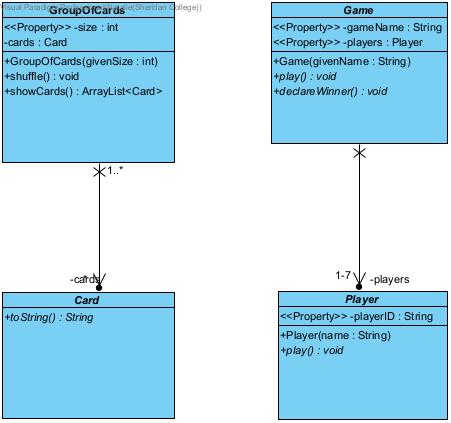 Visual Paradigm Professional(Natalie(Sheridan College))
GroupOfCards
<<Property>> -size : int
-cards : Card
+GroupOfCards(givenSize : int)
+shuffle() : void
+showCards() : ArrayList<Card>
1..*
-cards
Card
+toString() : String
Game
<<Property>> -gameName : String
<<Property>> -players : Player
+Game(givenName : String)
+play() : void
+declareWinner() : void
1-7
-players
Player
<<Property>> -playerID : String
+Player(name : String)
+play() : void